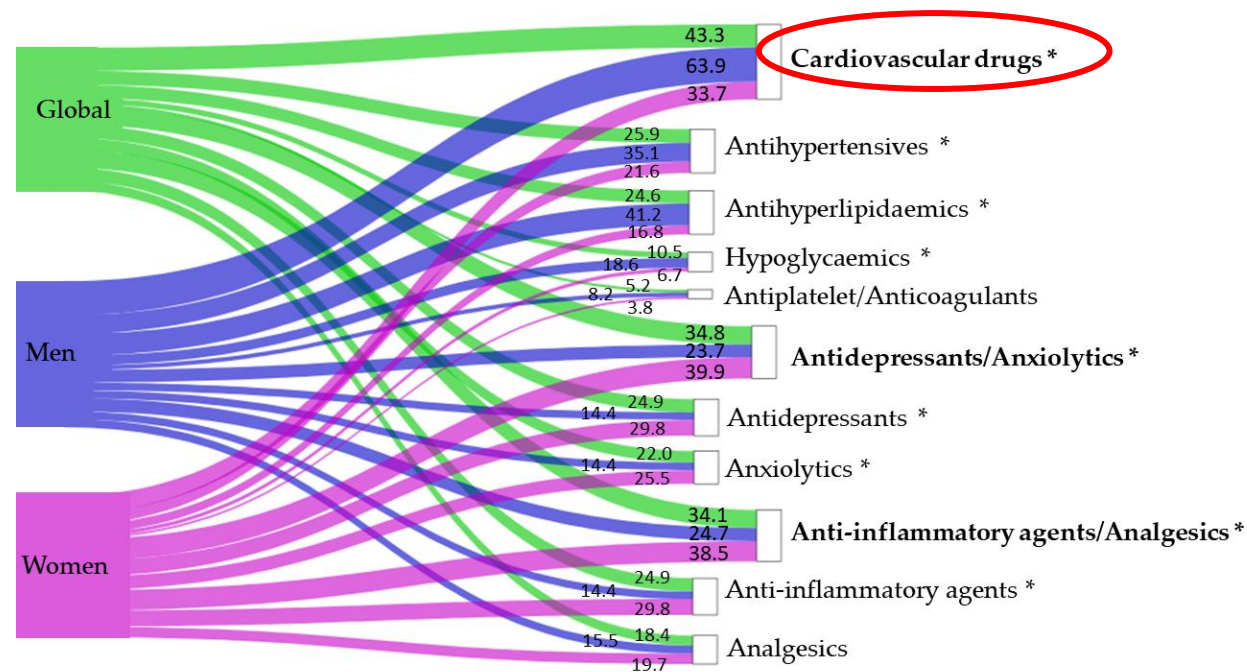 Global
Men
Women
43.3
63.9
33.7
Cardiovascular drugs *
25.9
35.1
21.6
Antihypertensives *
24.6
41.2
16.8
Antihyperlipidaemics *
10.5
18.6
6.7
Hypoglycaemics *
5.2
8.2
3.8
Antiplatelet/Anticoagulants
34.8
23.7
39.9
Antidepressants/Anxiolytics *
24.9
14.4
29.8
Antidepressants *
22.0
14.4
25.5
Anxiolytics *
34.1
24.7
38.5
Anti-inflammatory agents/Analgesics *
24.9
14.4
29.8
Anti-inflammatory agents *
18.4
15.5
19.7
Analgesics